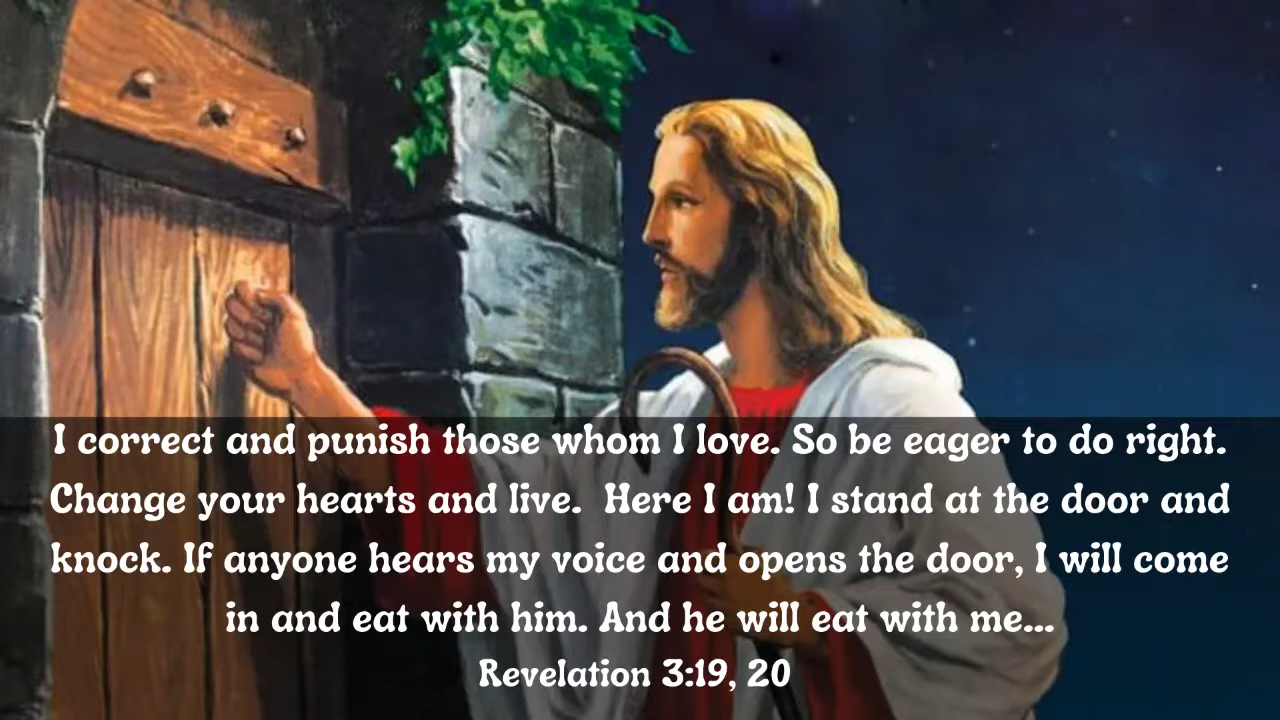 I correct and punish those whom I love. So be eager to do right.
Change your hearts and live.  Here I am! I stand at the door and
knock. If anyone hears my voice and opens the door, I will come
in and eat with him. And he will eat with me...
Revelation 3:19, 20